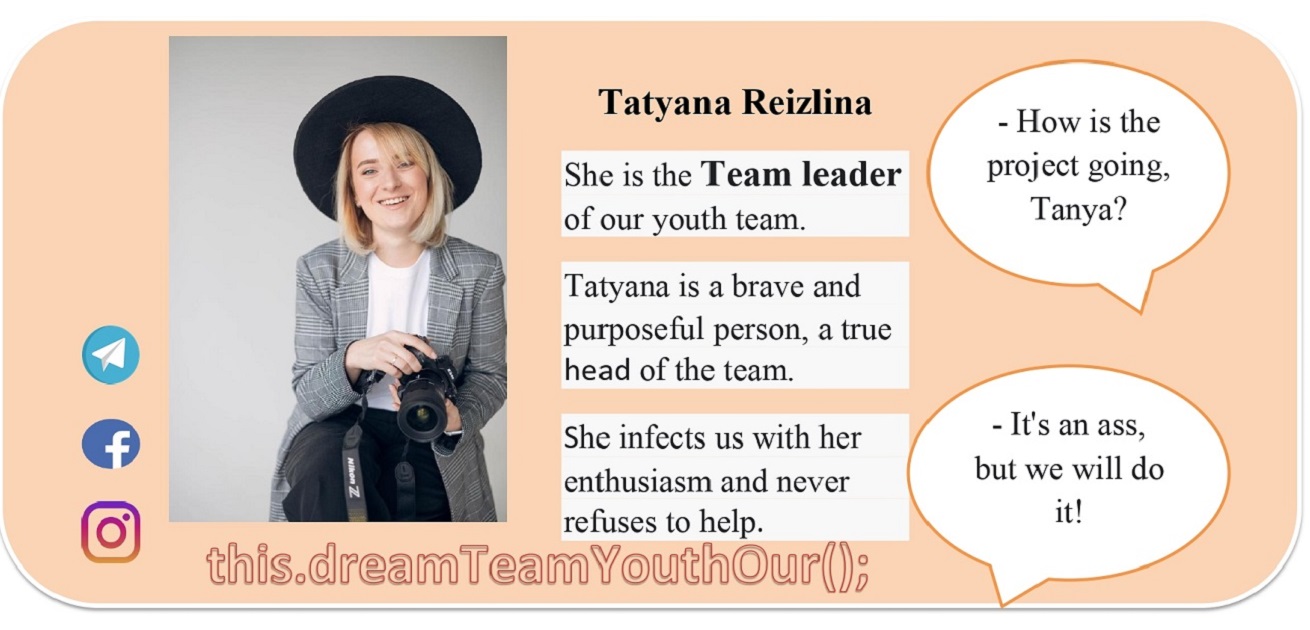 Tatyana Reizlina
She is the Team leader
of our youth team.
Tatyana is a brave and
purposeful person, a true
head of the team.
She infects us with her
enthusiasm and never
refuses to help.
- How is the
project going,
Tanya?
- It's an ass,
but we will do
it!
Nikon Z
this.dreamTeamYouthOur();